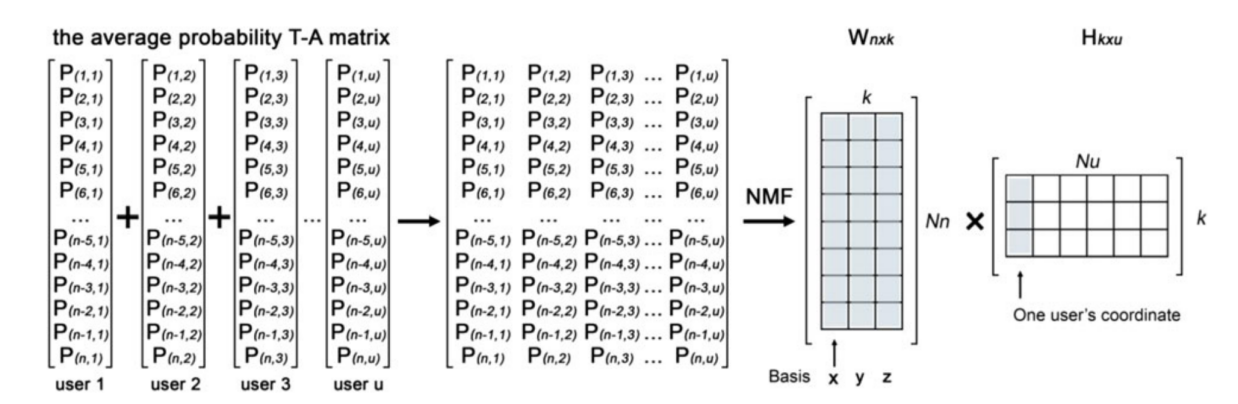 the average probability T-A matrix
W nxk
H kxu
P(1,1) P(1,2) P(1,3) P(1,u) P(1,1) P(1,2) P(1,3) ... P(1,u)
P(2,1) P(2,2) P(2,3) P(2,u) P(2,1) P(2,2) P(2,3) ... P(2,u)
P(3,1) P(3,2) P(3,3) P(3,u) P(3,1) P(3,2) P(3,3) ... P(3,u)
P(4,1) P(4,2) P(4,3) P(4,u) P(4,1) P(4,2) P(4,3) ... P(4,u)
P(5,1) P(5,2) P(5,3) P(5,u) P(5,1) P(5,2) P(5,3) ... P(5,u)
P(6,1) P(6,2) P(6,3) P(6,u) P(6,1) P(6,2) P(6,3) ... P(6,u)
... + ... + ... ... ... ... ... ... ...
P(n-5,1) P(n-5,2) P(n-5,3) P(n-5,u) P(n-5,1) P(n-5,2) P(n-5,3) ... P(n-5,u)
P(n-4,1) P(n-4,2) P(n-4,3) P(n-4,u) P(n-4,1) P(n-4,2) P(n-4,3) ... P(n-4,u)
P(n-3,1) P(n-3,2) P(n-3,3) P(n-3,u) P(n-3,1) P(n-3,2) P(n-3,3) ... P(n-3,u)
P(n-2,1) P(n-2,2) P(n-2,3) P(n-2,u) P(n-2,1) P(n-2,2) P(n-2,3) ... P(n-2,u)
P(n-1,1) P(n-1,2) P(n-1,3) P(n-1,u) P(n-1,1) P(n-1,2) P(n-1,3) ... P(n-1,u)
P(n,1) P(n,2) P(n,3) P(n,u) P(n,1) P(n,2) P(n,3) ... P(n,u)
user 1 user 2 user 3 user u
NMF
k
Nn
×
Nu
k
One user's coordinate
Basis x y z